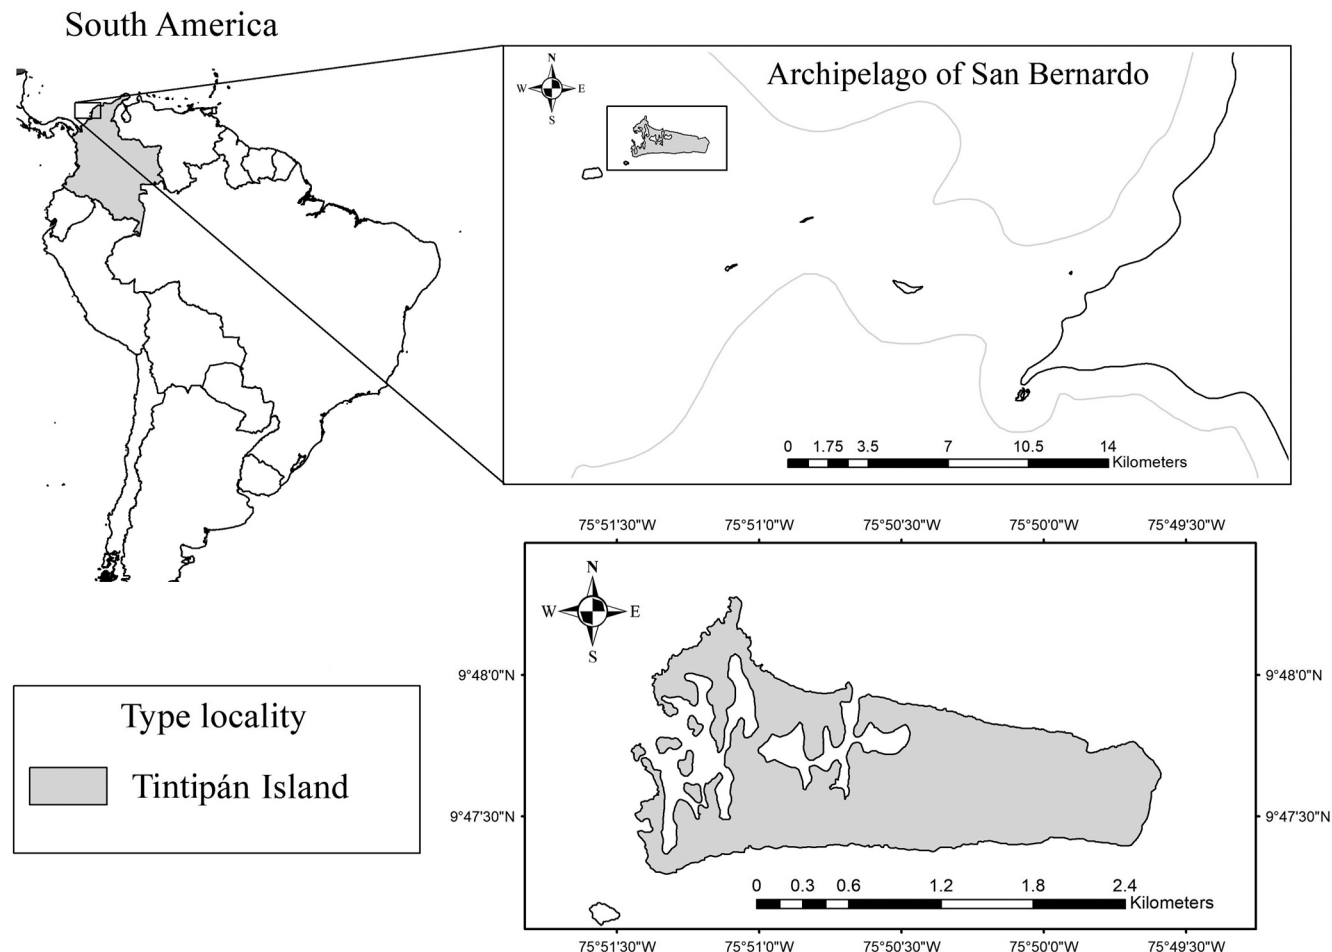 South America
Archipelago of San Bernardo
N
W E
S
0 1.75 3.5 7 10.5 14
Kilometers
75°51'30"W 75°51'0"W 75°50'30"W 75°50'0"W 75°49'30"W
N
W E
S
9°48'0"N 9°48'0"N
Type locality
Tintipán Island
9°47'30"N 9°47'30"N
0 0.3 0.6 1.2 1.8 2.4
Kilometers
75°51'30"W 75°51'0"W 75°50'30"W 75°50'0"W 75°49'30"W